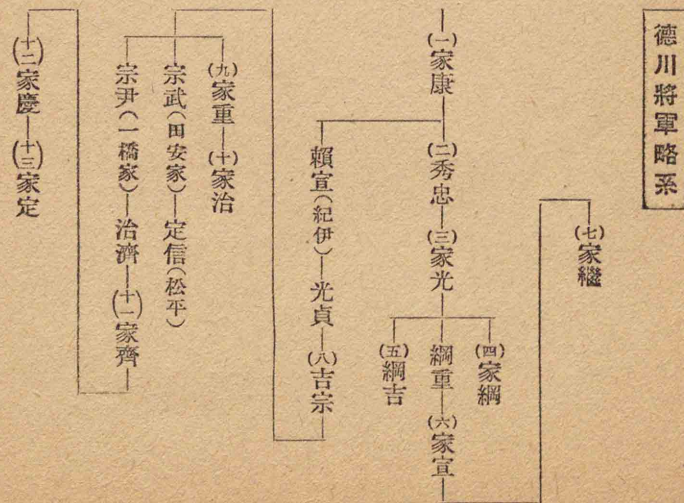 德川將軍略系
(七)家繼
(四)家綱
(一)家康
(二)秀忠
(三)家光
綱重
(六)家宣
(五)綱吉
賴宣(紀伊)
光貞
(八)吉宗
(九)家重
(十)家治
宗武(田安家)
定信(松平)
宗尹(一橋家)
治濟
(十一)家齊
(十二)家慶
(十三)家定